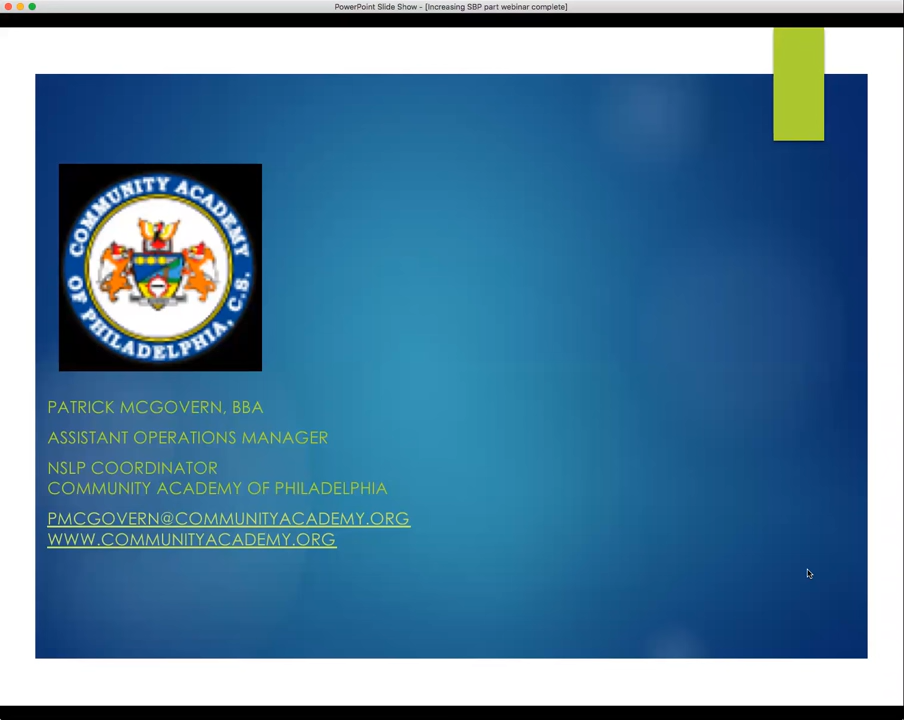 PowerPoint Slide Show - [Increasing SBP part webinar complete]
COMMUNITY ACADEMY
OF PHILADELPHIA, C.S.
PATRICK MCGOVERN, BBA
ASSISTANT OPERATIONS MANAGER
NSLP COORDINATOR
COMMUNITY ACADEMY OF PHILADELPHIA
PMCGOVERN@COMMUNITYACADEMY.ORG
WWW.COMMUNITYACADEMY.ORG